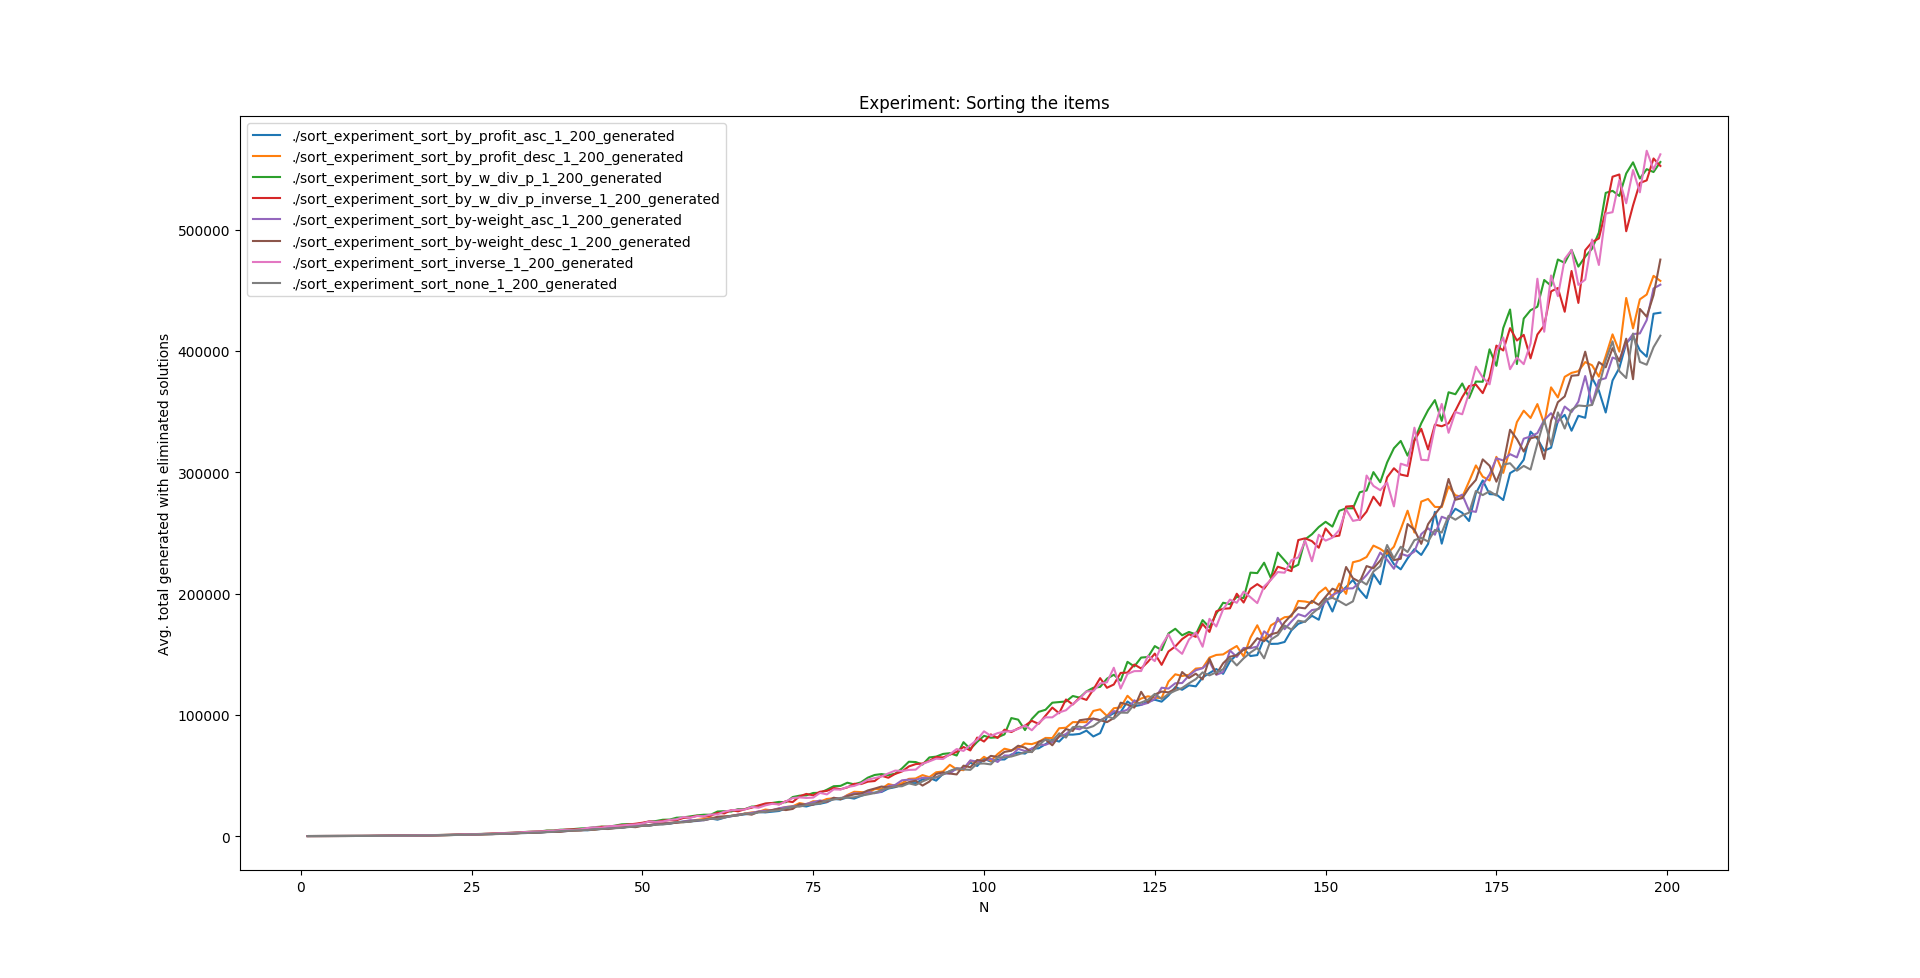 Experiment: Sorting the items
./sort_experiment_sort_by_profit_asc_1_200_generated
./sort_experiment_sort_by_profit_desc_1_200_generated
./sort_experiment_sort_by_w_div_p_1_200_generated
./sort_experiment_sort_by_w_div_p_inverse_1_200_generated
./sort_experiment_sort_by-weight_asc_1_200_generated
./sort_experiment_sort_by-weight_desc_1_200_generated
./sort_experiment_sort_inverse_1_200_generated
./sort_experiment_sort_none_1_200_generated
Avg. total generated with eliminated solutions
500000
400000
300000
200000
100000
0
0 25 50 75 100 125 150 175 200
N